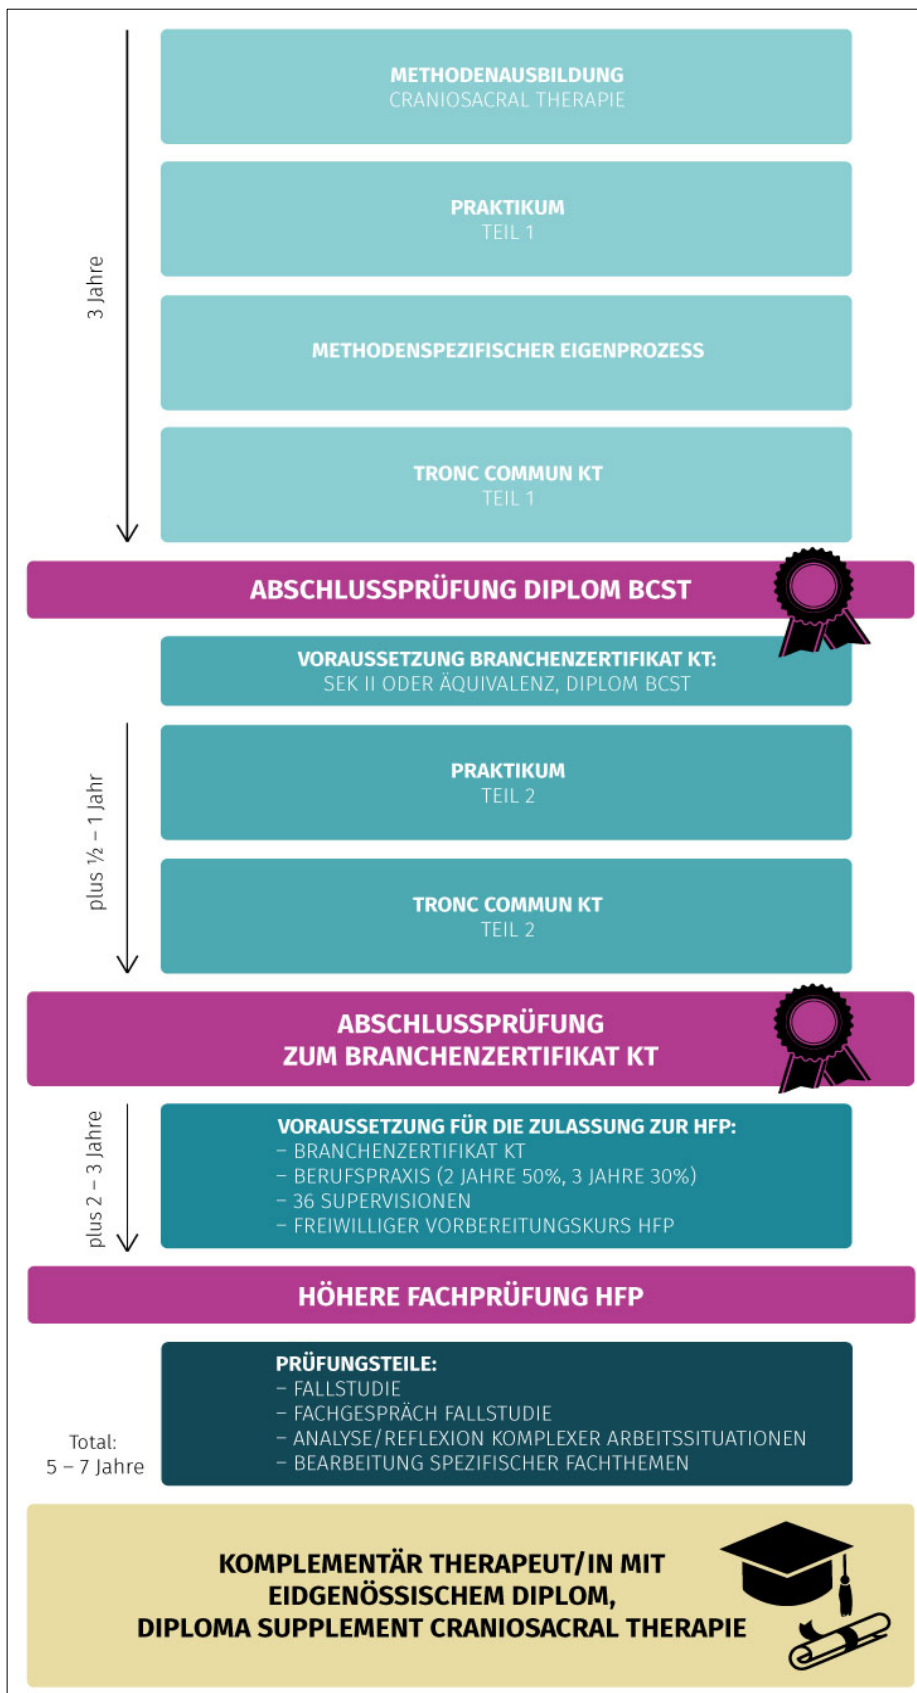 METHODENAUSBILDUNG
CRANIOSACRAL THERAPIE
PRAKTIKUM
TEIL 1
3 Jahre
METHODENSPEZIFISCHER EIGENPROZESS
TRONC COMMUN KT
TEIL 1
ABSCHLUSSPRÜFUNG DIPLOM BCST
VORAUSSETZUNG BRANCHENZERTIFIKAT KT:
SEK II ODER ÄQUIVALENZ, DIPLOM BCST
PRAKTIKUM
TEIL 2
plus ½ – 1 Jahr
TRONC COMMUN KT
TEIL 2
ABSCHLUSSPRÜFUNG
ZUM BRANCHENZERTIFIKAT KT
plus 2 – 3 Jahre
VORAUSSETZUNG FÜR DIE ZULASSUNG ZUR HFP:
– BRANCHENZERTIFIKAT KT
– BERUFSPRAXIS (2 JAHRE 50%, 3 JAHRE 30%)
– 36 SUPERVISIONEN
– FREIWILLIGER VORBEREITUNGSKURS HFP
HÖHERE FACHPRÜFUNG HFP
PRÜFUNGSTEILE:
– FALLSTUDIE
– FACHGESPRÄCH FALLSTUDIE
– ANALYSE/REFLEXION KOMPLEXER ARBEITSSITUATIONEN
– BEARBEITUNG SPEZIFISCHER FACHTHEMEN
Total:
5 – 7 Jahre
KOMPLEMENTÄR THERAPEUT/IN MIT
EIDGENÖSSISCHEM DIPLOM,
DIPLOMA SUPPLEMENT CRANIOSACRAL THERAPIE